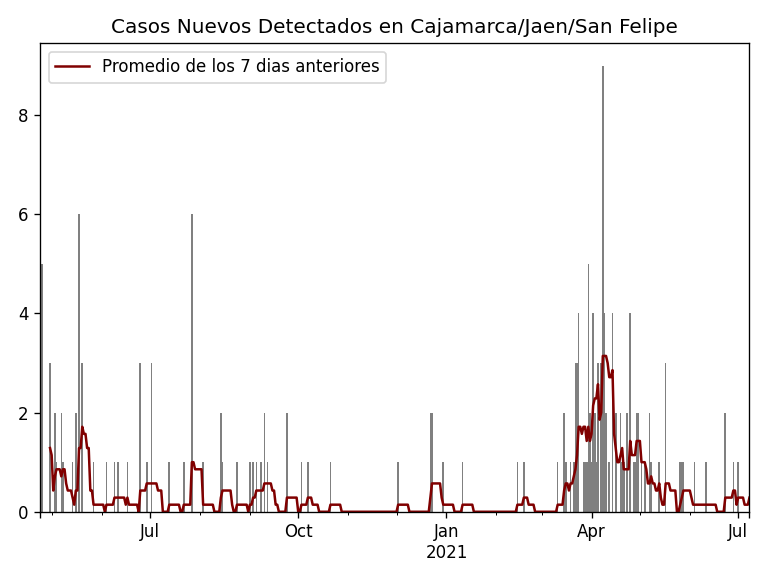 Casos Nuevos Detectados en Cajamarca/Jaen/San Felipe
Promedio de los 7 dias anteriores
8
6
4
2
0
Jul
Oct
Jan
2021
Apr
Jul